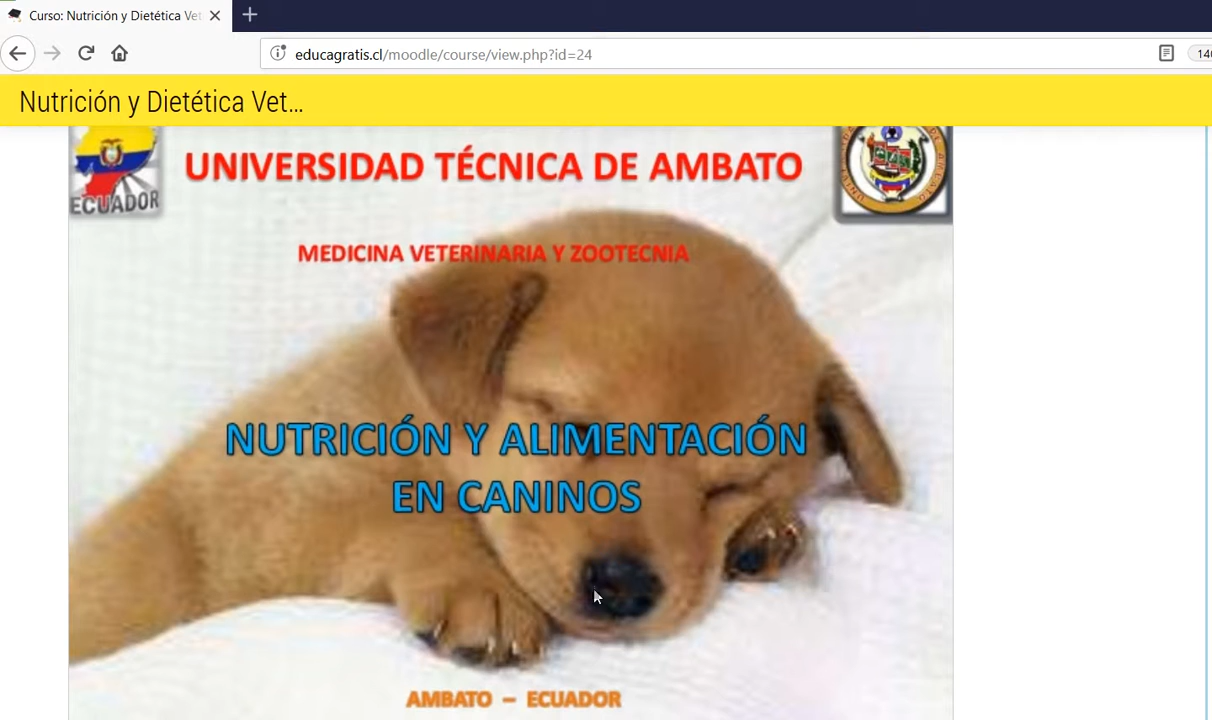 Curso: Nutrición y Dietética Vet
educagratis.cl/moodle/course/view.php?id=24
Nutrición y Dietética Vet...
ECUADOR
UNIVERSIDAD TÉCNICA DE AMBATO
MEDICINA VETERINARIA Y ZOOTECNIA
NUTRICIÓN Y ALIMENTACIÓN
EN CANINOS
AMBATO – ECUADOR